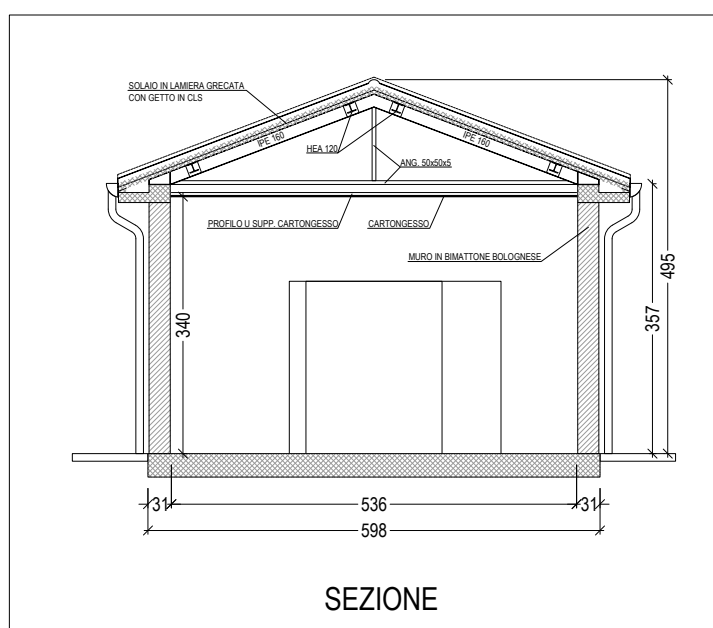 SOLAIO IN LAMIERA GRECATA
CON GETTO IN CLS
IPE 160
IPE 160
HEA 120
ANG. 50x50x5
PROFILO U SUPP. CARTONGESSO
CARTONGESSO
MURO IN BIMATTONE BOLOGNESE
340
357
495
31
536
31
598
SEZIONE